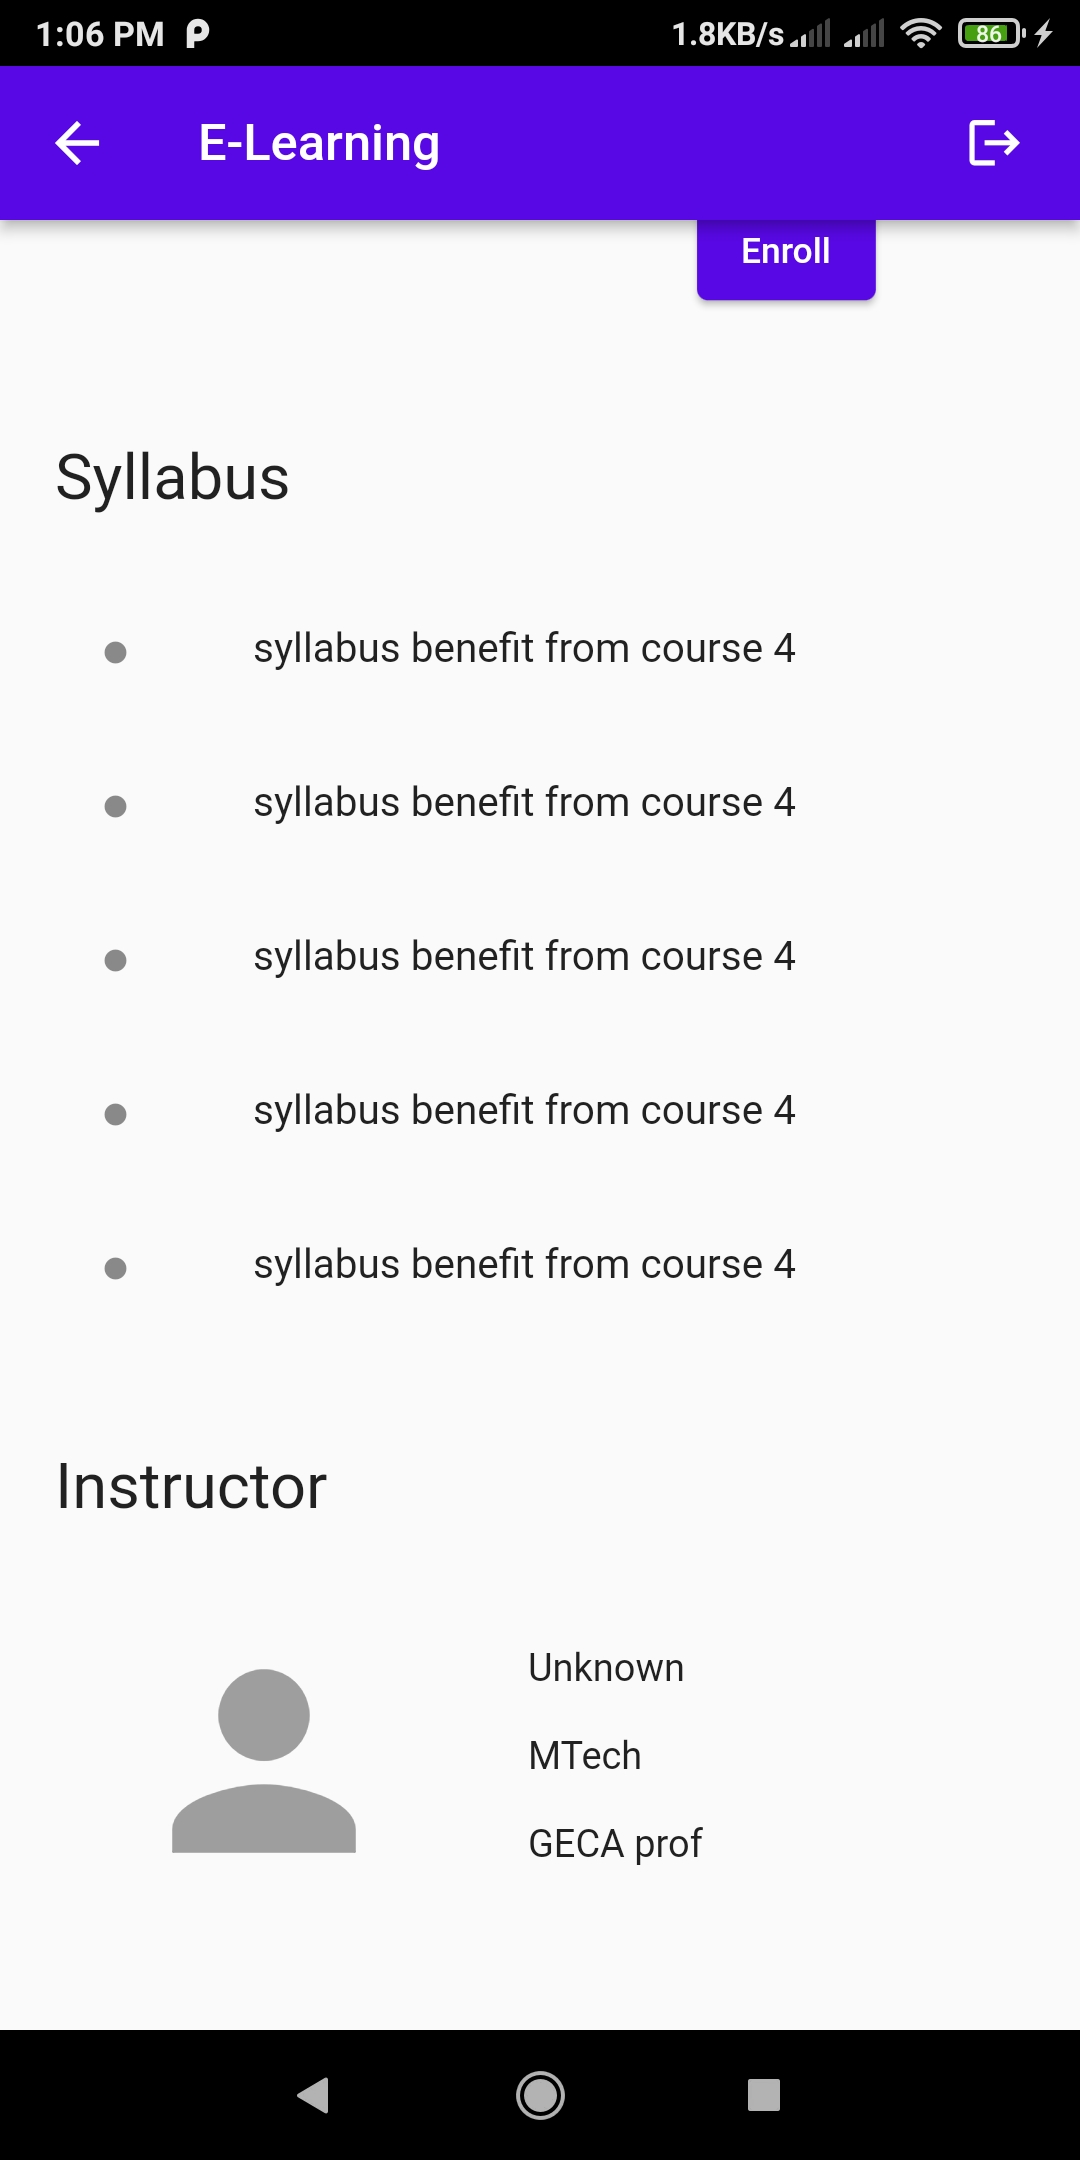 1:06 PM 1.8KB/s 86
E-Learning
Enroll
Syllabus
syllabus benefit from course 4
syllabus benefit from course 4
syllabus benefit from course 4
syllabus benefit from course 4
syllabus benefit from course 4
Instructor
Unknown
MTech
GECA prof